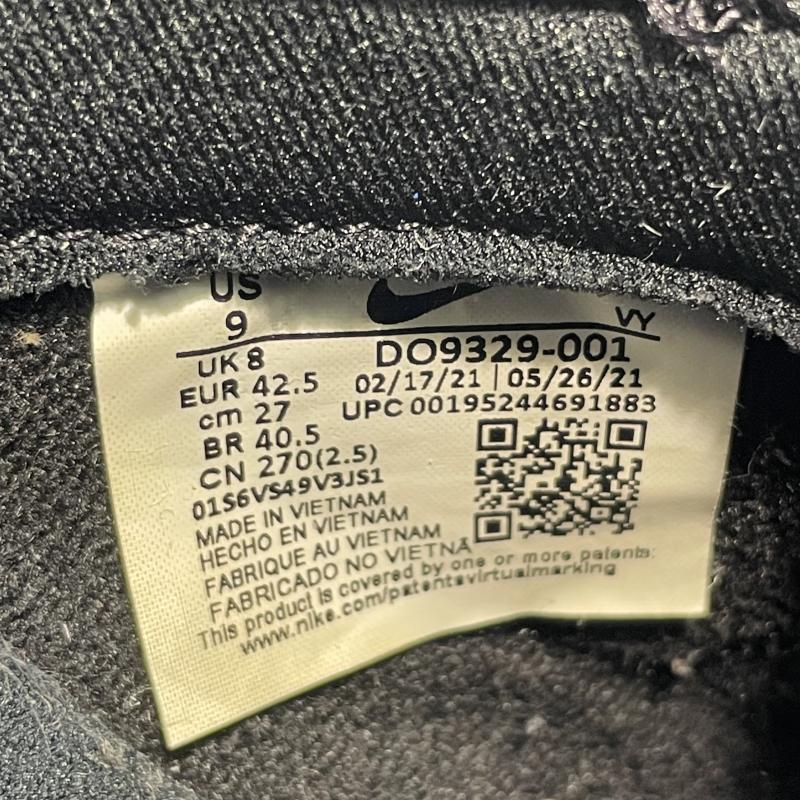 US
9
VY
UK 8
EUR 42.5
cm 27
BR 40.5
CN 270(2.5)
01S6VS49V3JS1
DO9329-001
02/17/21 | 05/26/21
UPC 00195244691883
MADE IN VIETNAM
HECHO EN VIETNAM
FABRIQUE AU VIETNAM
FABRICADO NO VIETNÃ
This product is covered by one or more patents:
www.nike.com/patentsvirtualmarking